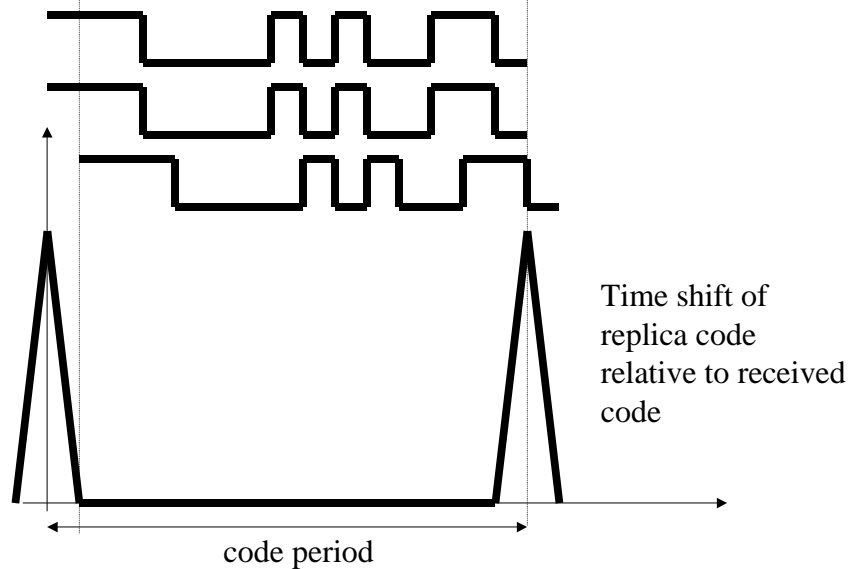 Time shift of
replica code
relative to received
code
code period